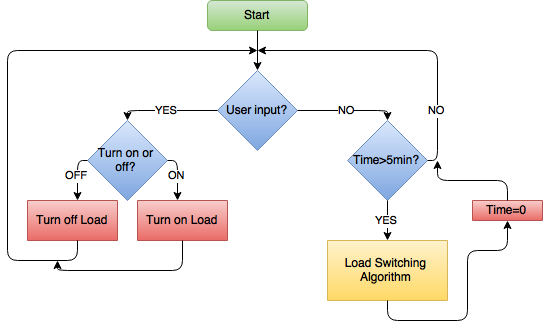 Start
User input?
YES
NO
NO
Turn on or
off?
Time>5min?
OFF
ON
Turn off Load
Turn on Load
YES
Time=0
Load Switching
Algorithm